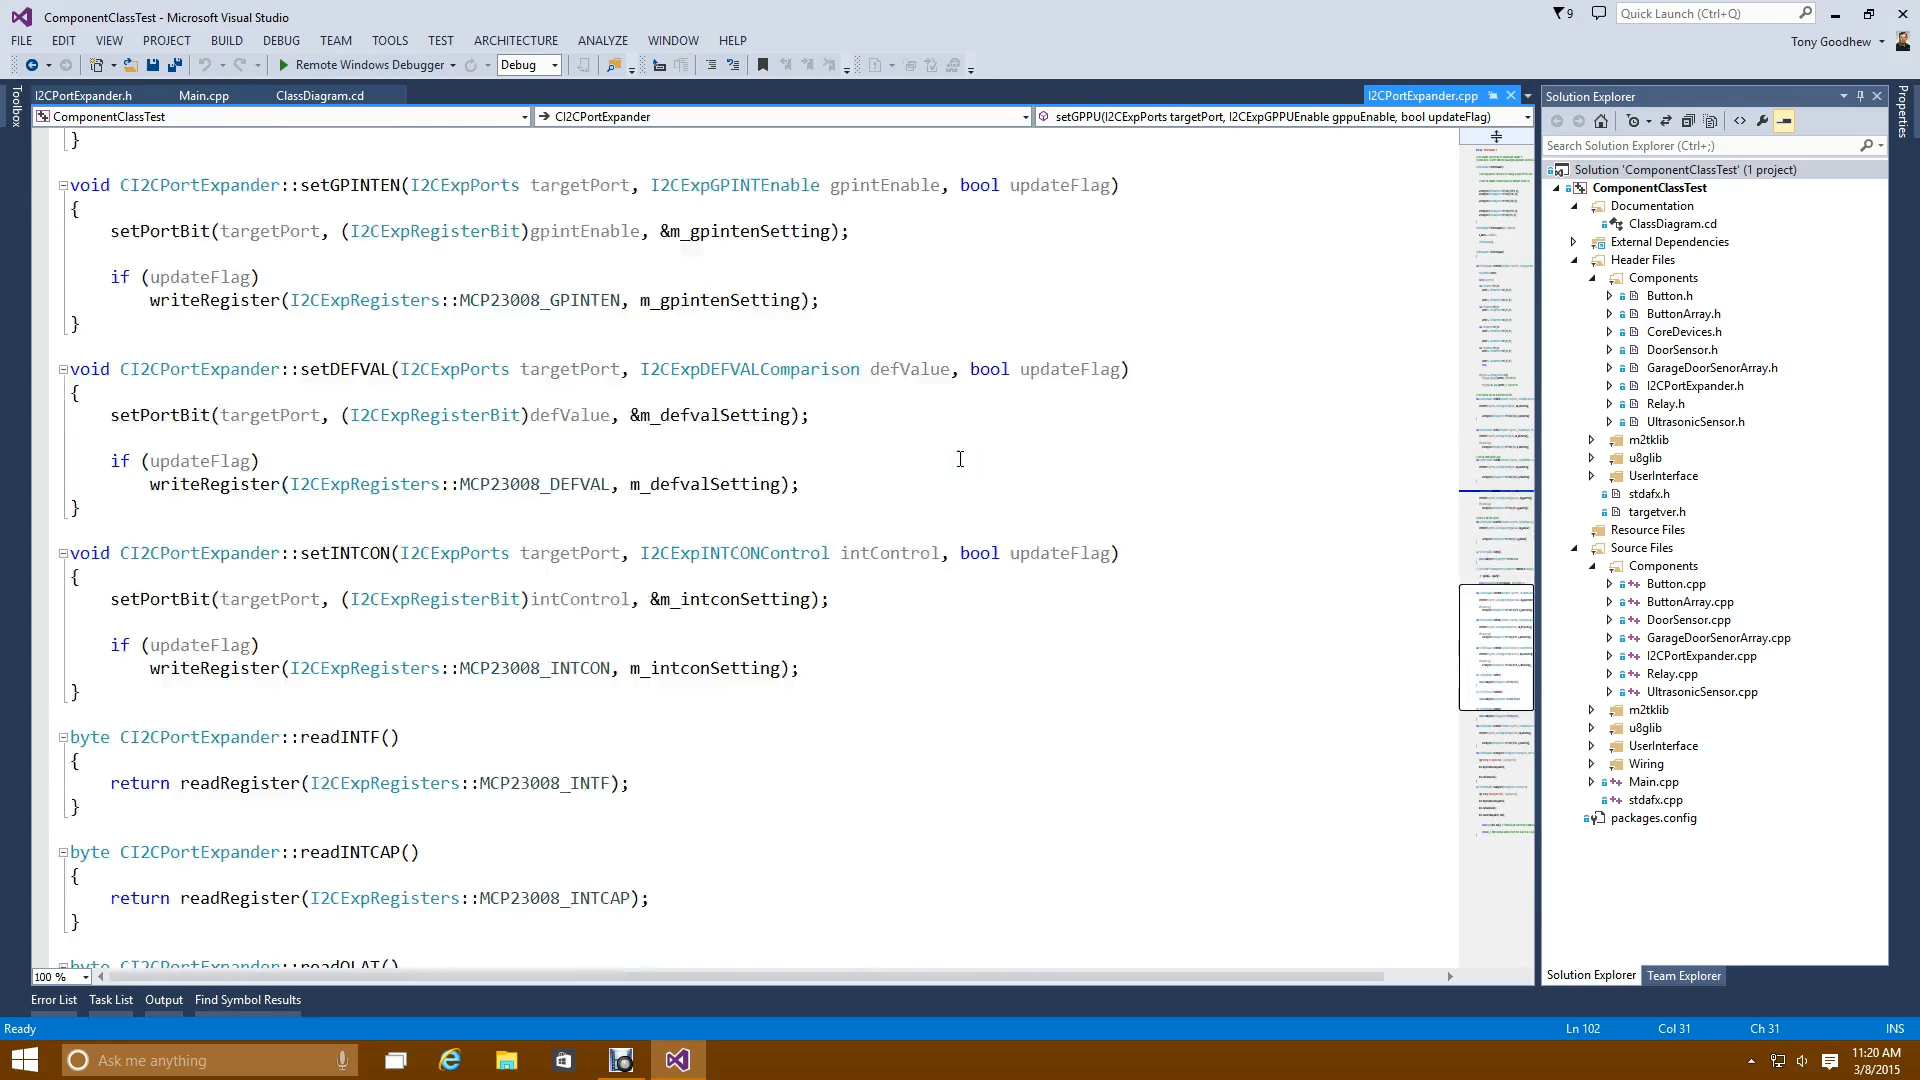 ComponentClassTest - Microsoft Visual Studio
9
Quick Launch (Ctrl+Q)
FILE EDIT VIEW PROJECT BUILD DEBUG TEAM TOOLS TEST ARCHITECTURE ANALYZE WINDOW HELP
Tony Goodhew
Remote Windows Debugger Debug
Toolbox
I2CPortExpander.h Main.cpp ClassDiagram.cd I2CPortExpander.cpp
ComponentClassTest CI2CPortExpander setGPPU(I2CExpPorts targetPort, I2CExpGPPUEnable gppuEnable, bool updateFlag)
}
void CI2CPortExpander::setGPINTEN(I2CExpPorts targetPort, I2CExpGPINTEnable gpintEnable, bool updateFlag)
{
setPortBit(targetPort, (I2CExpRegisterBit)gpintEnable, &m_gpintenSetting);
if (updateFlag)
writeRegister(I2CExpRegisters::MCP23008_GPINTEN, m_gpintenSetting);
}
void CI2CPortExpander::setDEFVAL(I2CExpPorts targetPort, I2CExpDEFVALComparison defValue, bool updateFlag)
{
setPortBit(targetPort, (I2CExpRegisterBit)defValue, &m_defvalSetting);
if (updateFlag)
writeRegister(I2CExpRegisters::MCP23008_DEFVAL, m_defvalSetting);
}
void CI2CPortExpander::setINTCON(I2CExpPorts targetPort, I2CExpINTCONControl intControl, bool updateFlag)
{
setPortBit(targetPort, (I2CExpRegisterBit)intControl, &m_intconSetting);
if (updateFlag)
writeRegister(I2CExpRegisters::MCP23008_INTCON, m_intconSetting);
}
byte CI2CPortExpander::readINTF()
{
return readRegister(I2CExpRegisters::MCP23008_INTF);
}
byte CI2CPortExpander::readINTCAP()
{
return readRegister(I2CExpRegisters::MCP23008_INTCAP);
}
byte CI2CPortExpander::readOLAT()
100 %
Solution Explorer
Properties
Search Solution Explorer (Ctrl+;)
Solution 'ComponentClassTest' (1 project)
ComponentClassTest
Documentation
ClassDiagram.cd
External Dependencies
Header Files
Components
Button.h
ButtonArray.h
CoreDevices.h
DoorSensor.h
GarageDoorSenorArray.h
I2CPortExpander.h
Relay.h
UltrasonicSensor.h
m2tklib
u8glib
UserInterface
stdafx.h
targetver.h
Resource Files
Source Files
Components
Button.cpp
ButtonArray.cpp
DoorSensor.cpp
GarageDoorSenorArray.cpp
I2CPortExpander.cpp
Relay.cpp
UltrasonicSensor.cpp
m2tklib
u8glib
UserInterface
Wiring
Main.cpp
stdafx.cpp
packages.config
Solution Explorer Team Explorer
Error List Task List Output Find Symbol Results
Ready Ln 102 Col 31 Ch 31 INS
Ask me anything
11:20 AM
3/8/2015